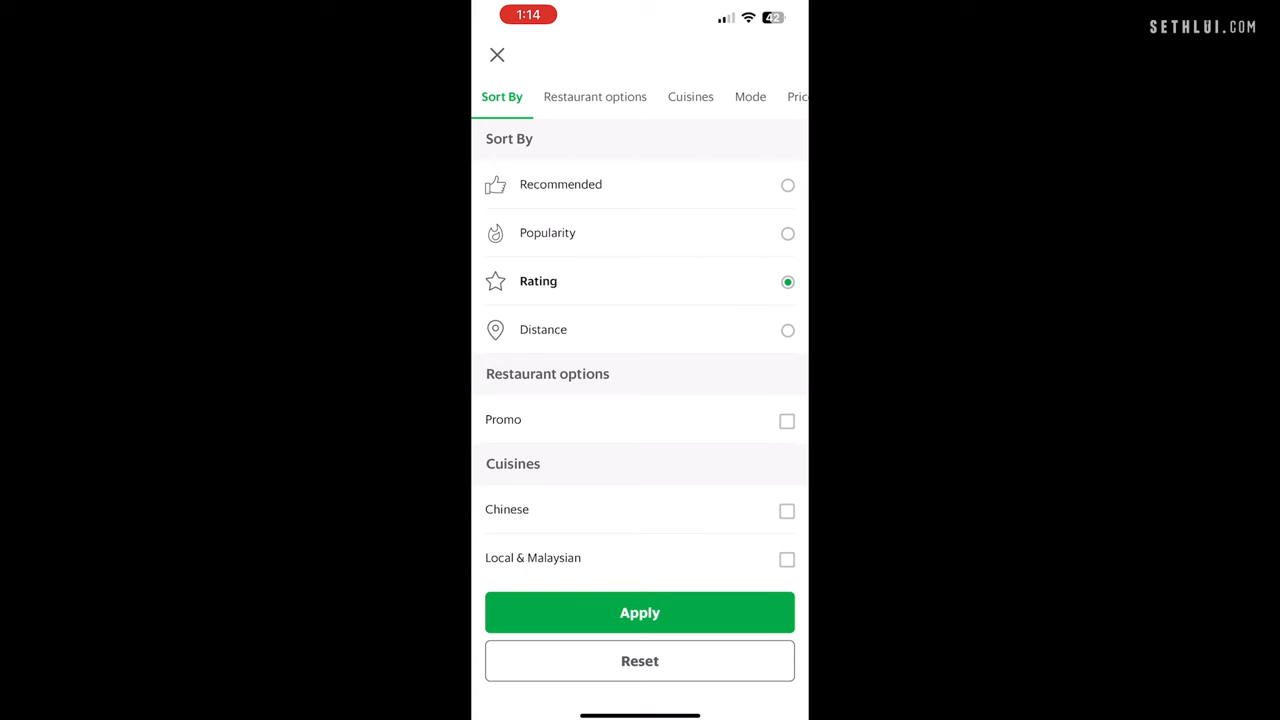 1:14
42
SETHLUI.COM
Sort By
Restaurant options
Cuisines
Mode
Pric
Sort By
Recommended
Popularity
Rating
Distance
Restaurant options
Promo
Cuisines
Chinese
Local & Malaysian
Apply
Reset